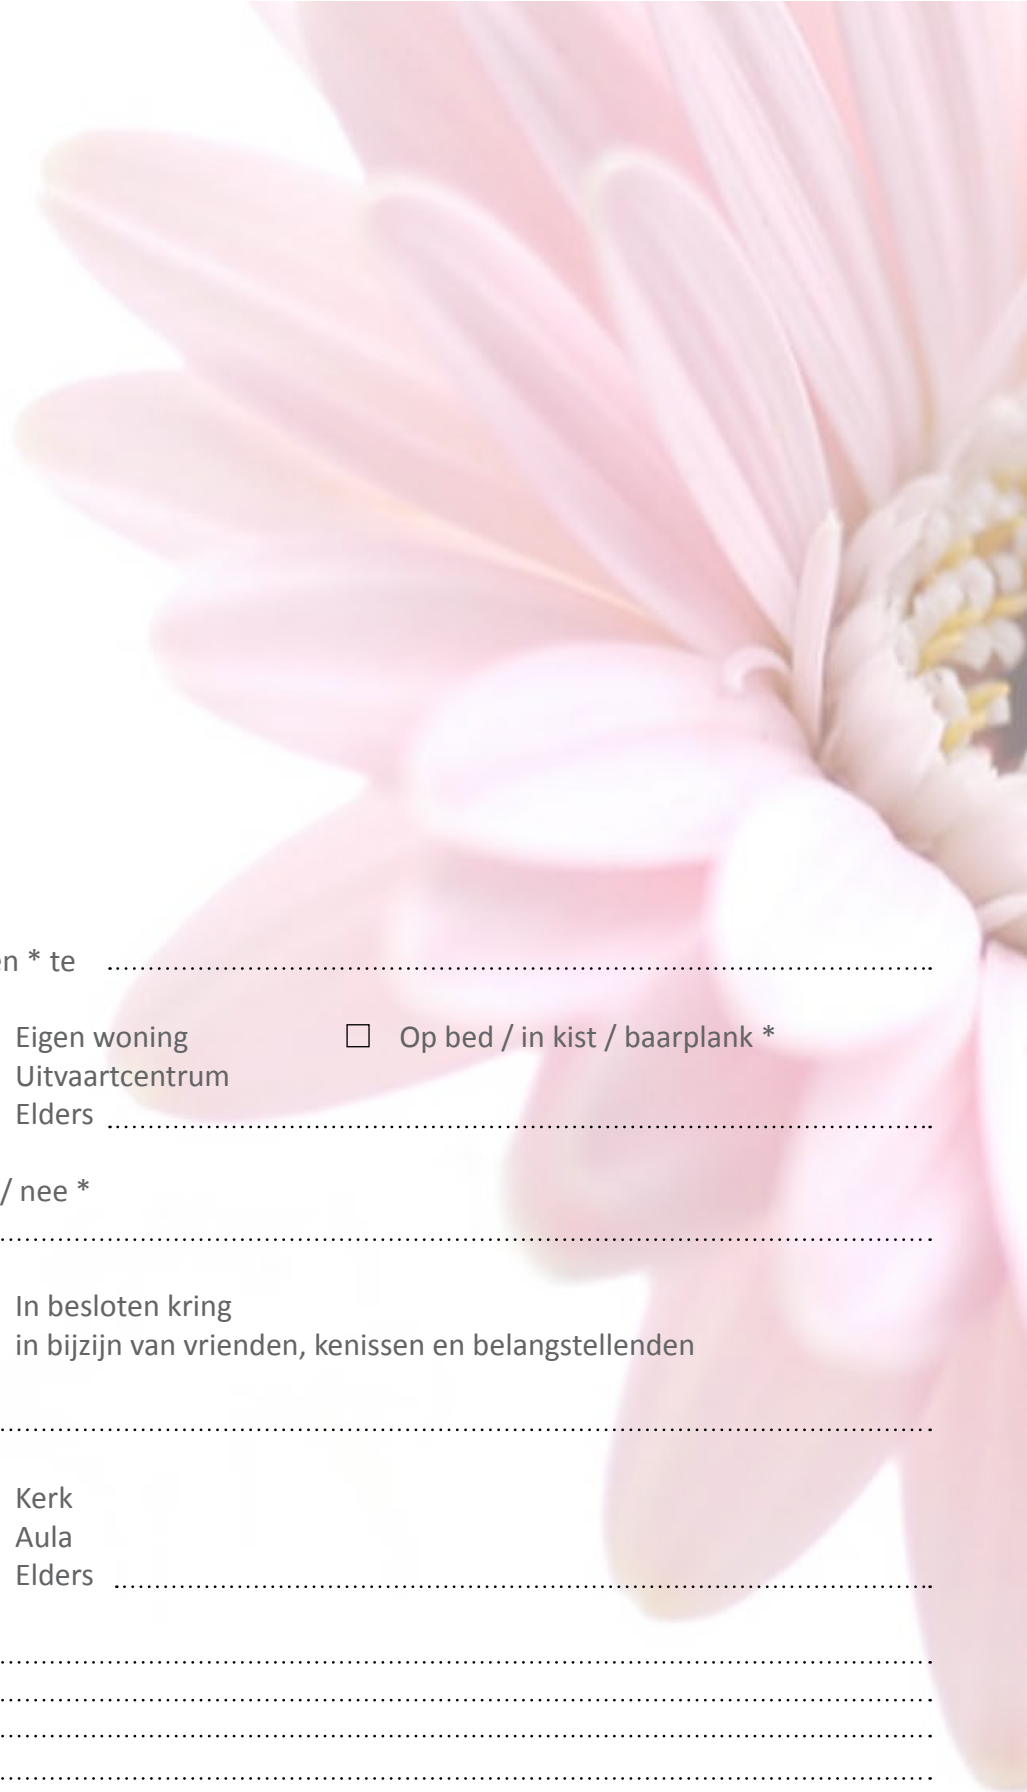 en * te
Eigen woning ☐ Op bed / in kist / baarplank *
Uitvaartcentrum
Elders
/ nee *
In besloten kring
in bijzijn van vrienden, kenissen en belangstellenden
Kerk
Aula
Elders